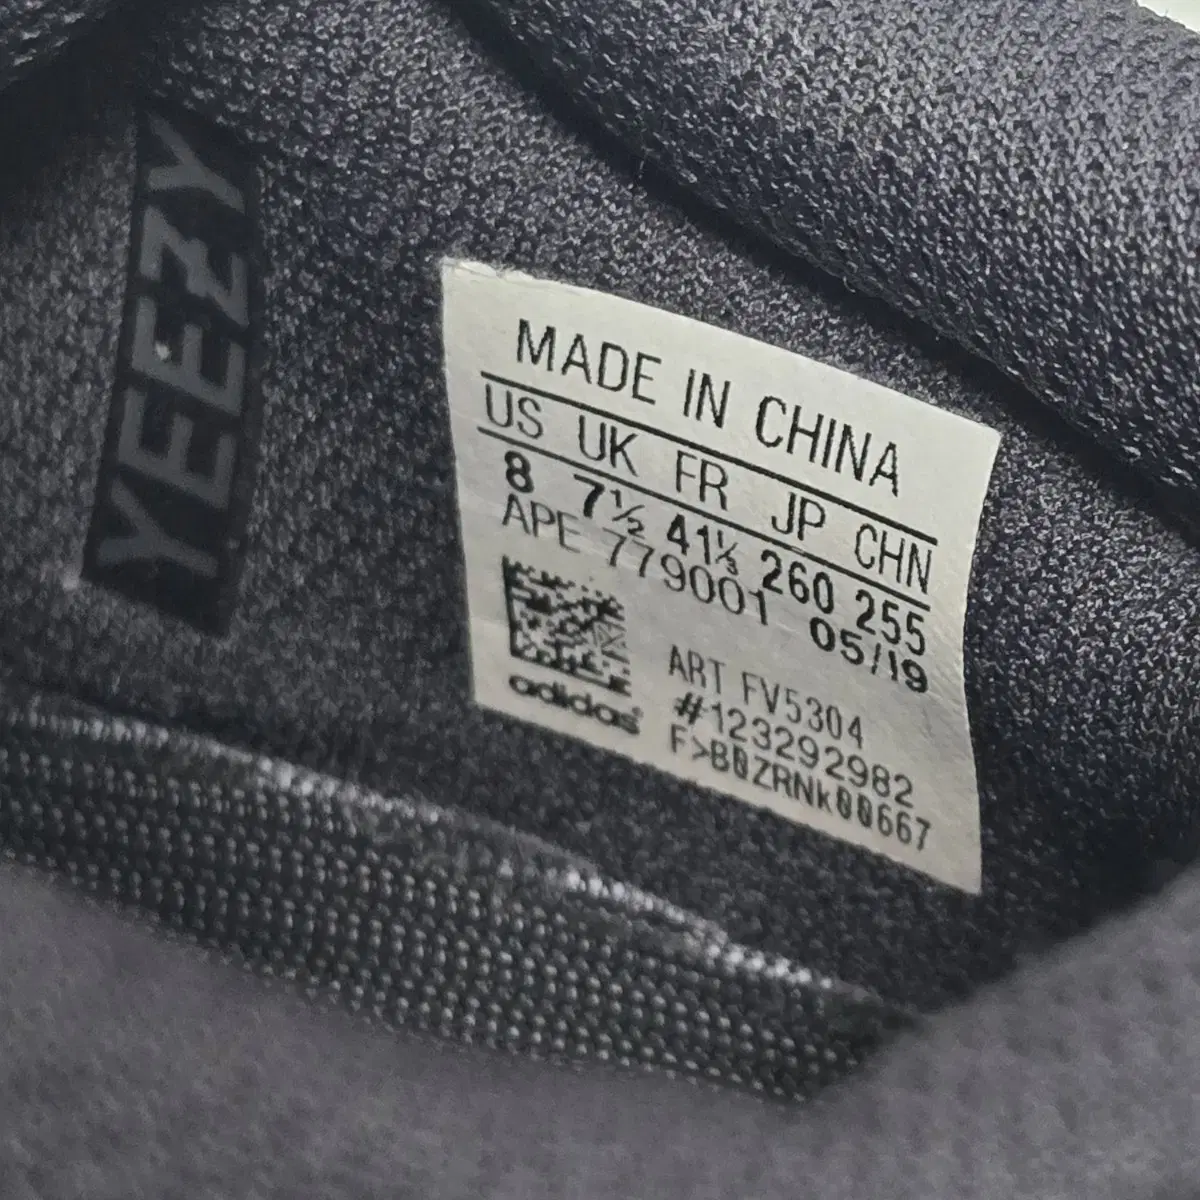 YEEZY
MADE IN CHINA
US UK FR JP CHN
8 7½ 41⅓ 260 255
APE 779001 05/19
ART FV5304
#123292982
F>B0ZRNk00667
adidas